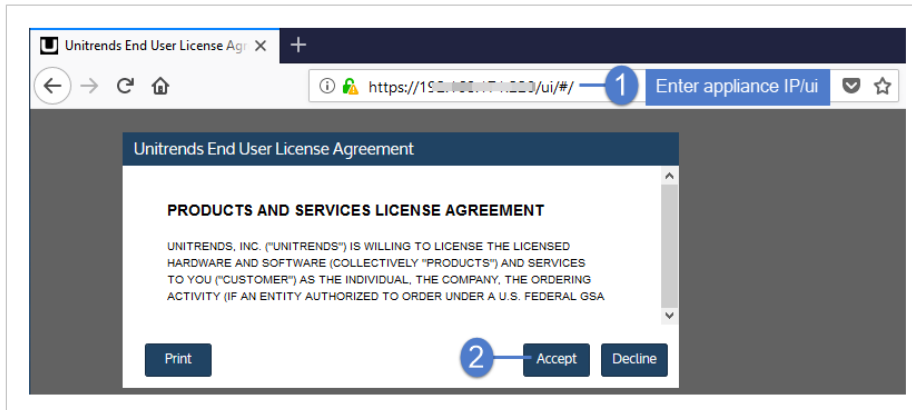 Unitrends End User License Agr
https://19 /ui/#/
1 Enter appliance IP/ui
Unitrends End User License Agreement
PRODUCTS AND SERVICES LICENSE AGREEMENT
UNITRENDS, INC. ("UNITRENDS") IS WILLING TO LICENSE THE LICENSED
HARDWARE AND SOFTWARE (COLLECTIVELY "PRODUCTS") AND SERVICES
TO YOU ("CUSTOMER") AS THE INDIVIDUAL, THE COMPANY, THE ORDERING
ACTIVITY (IF AN ENTITY AUTHORIZED TO ORDER UNDER A U.S. FEDERAL GSA
Print 2 Accept Decline